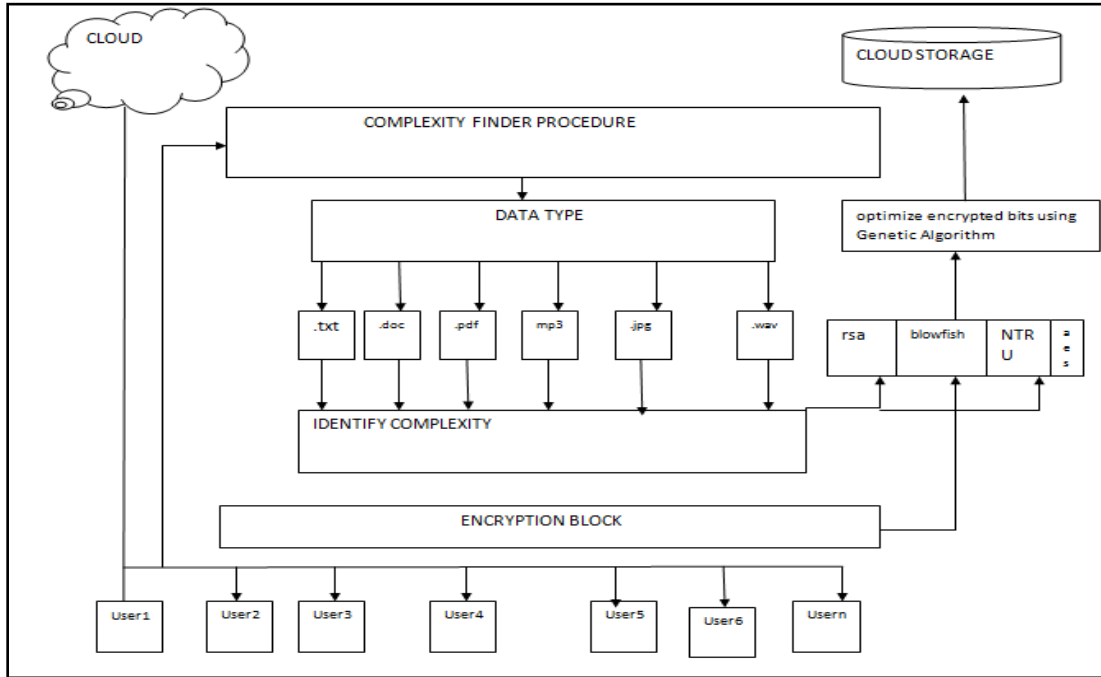 CLOUD
CLOUD STORAGE
COMPLEXITY FINDER PROCEDURE
DATA TYPE
optimize encrypted bits using
Genetic Algorithm
.txt
.doc
.pdf
mp3
.jpg
.wav
rsa
blowfish
NTR
U
a
e
s
IDENTIFY COMPLEXITY
ENCRYPTION BLOCK
User1
User2
User3
User4
User5
User6
Usern